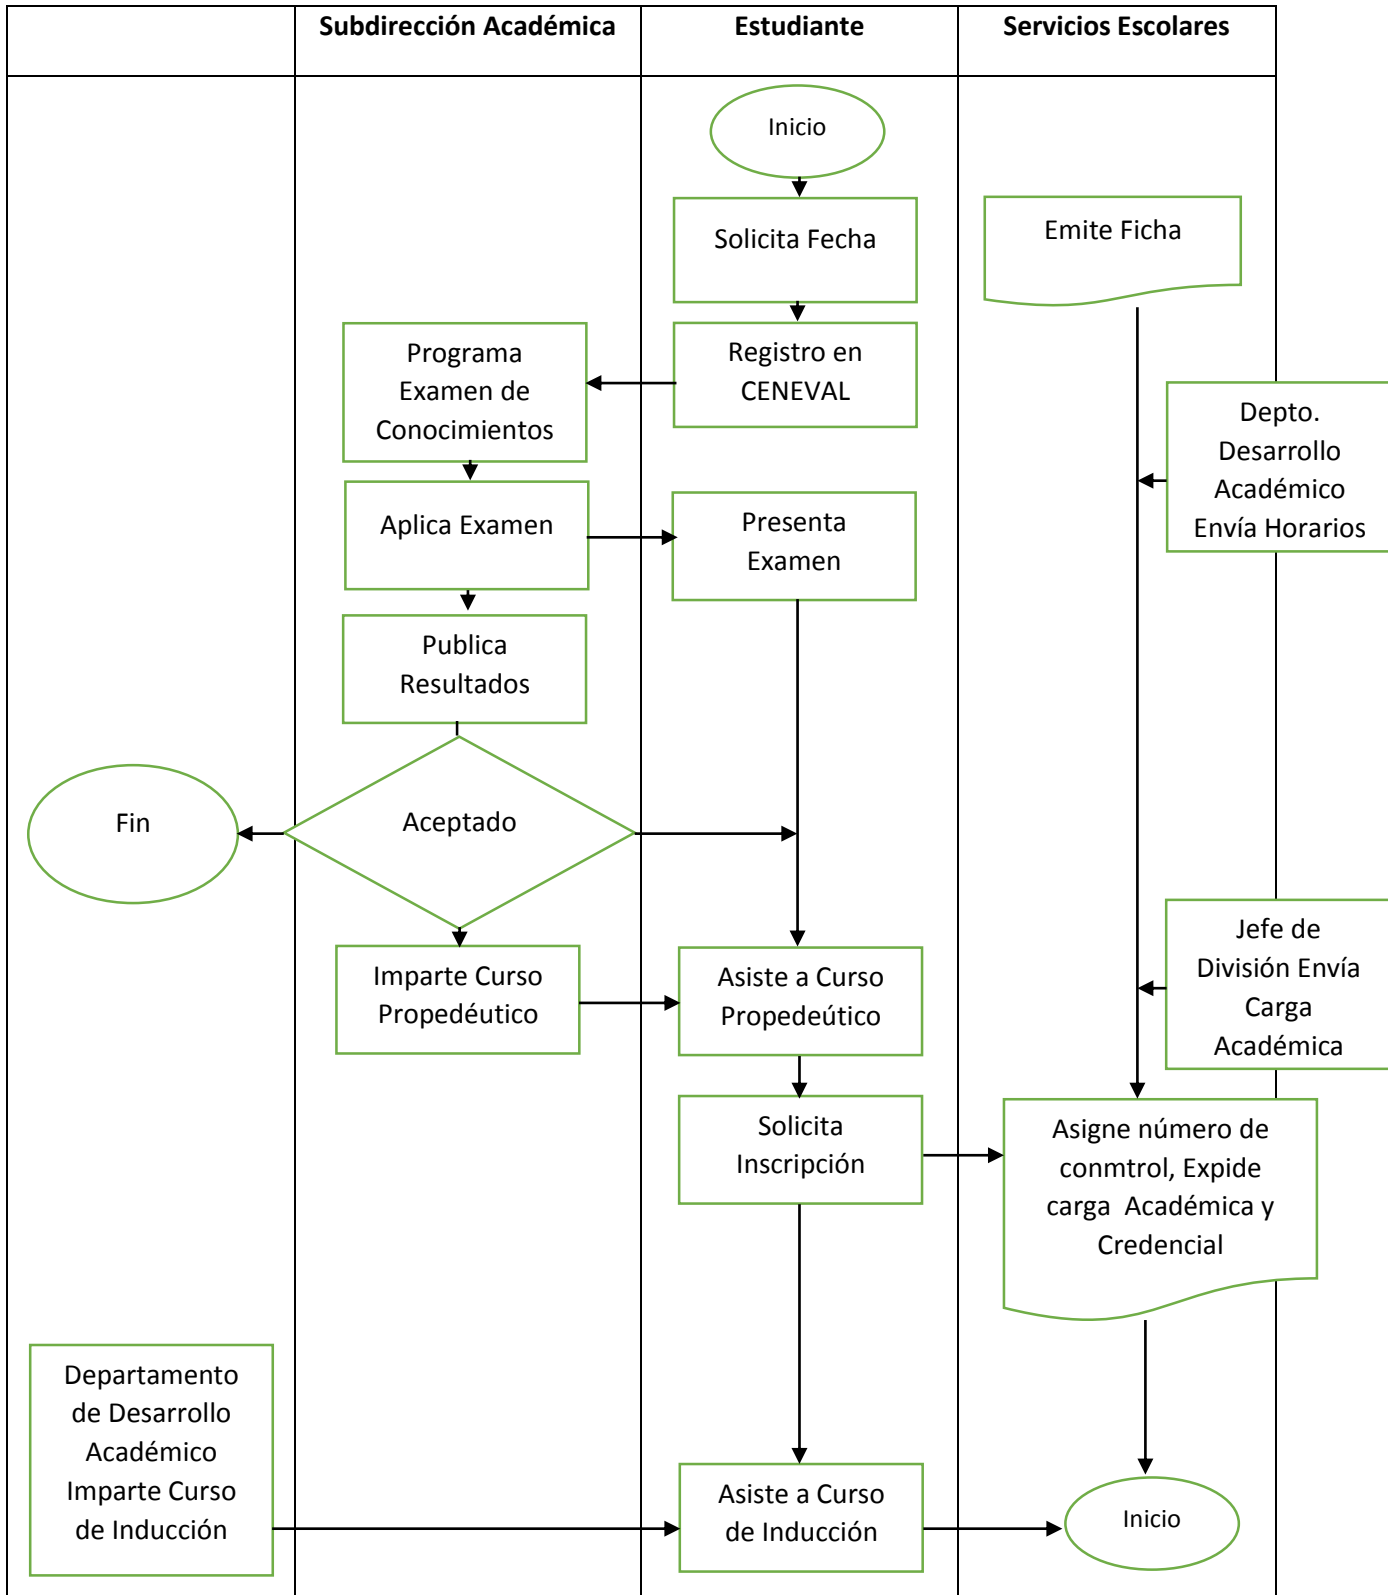 Subdirección Académica
Estudiante
Servicios Escolares
Inicio
Solicita Fecha
Emite Ficha
Programa
Examen de
Conocimientos
Registro en
CENEVAL
Depto.
Desarrollo
Académico
Envía Horarios
Aplica Examen
Presenta
Examen
Publica
Resultados
Fin
Aceptado
Imparte Curso
Propedéutico
Asiste a Curso
Propedeútico
Jefe de
División Envía
Carga
Académica
Solicita
Inscripción
Asigne número de
conmtrol, Expide
carga  Académica y
Credencial
Departamento
de Desarrollo
Académico
Imparte Curso
de Inducción
Asiste a Curso
de Inducción
Inicio